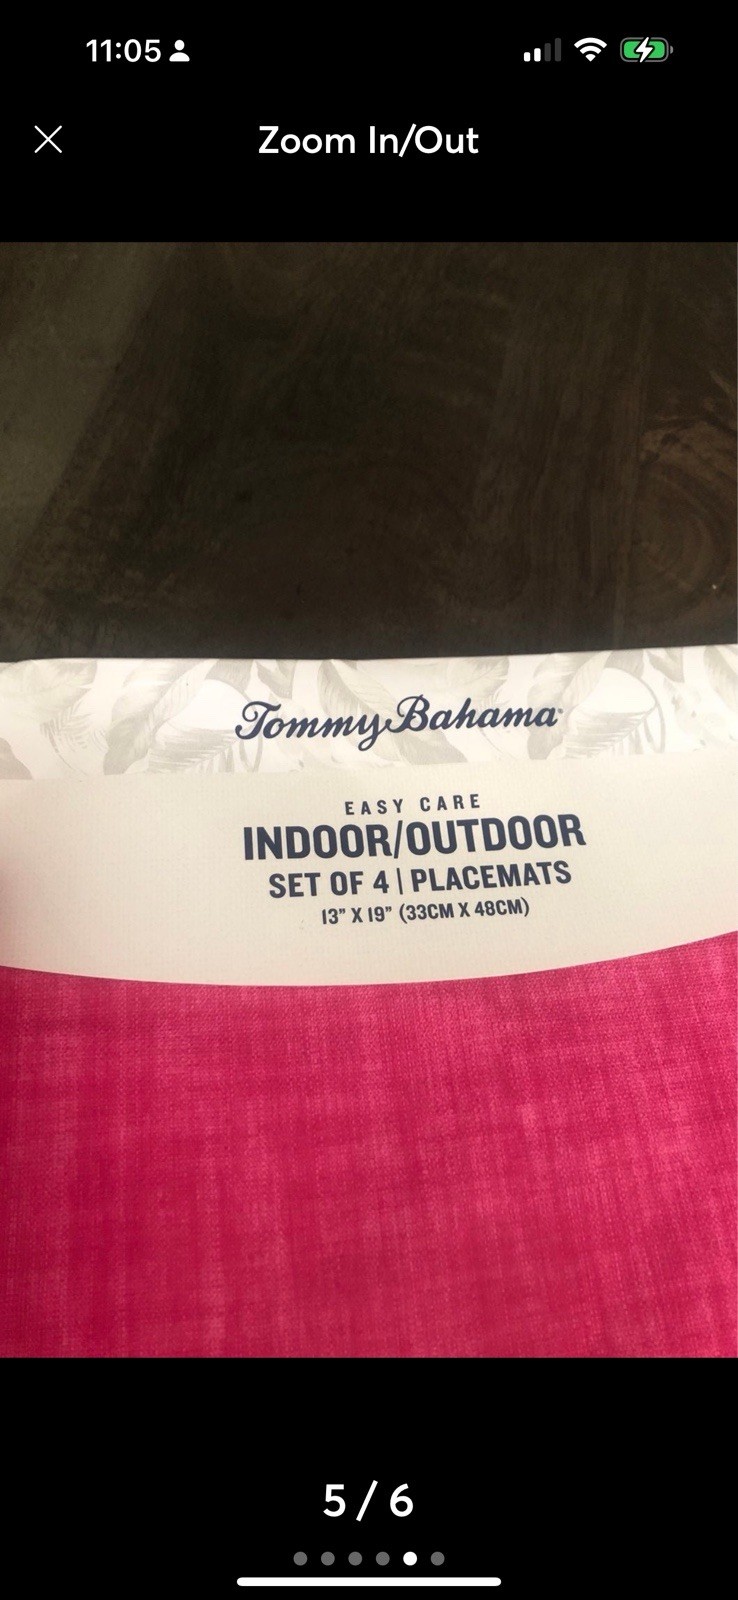 11:05
Zoom In/Out
Tommy Bahama
EASY CARE
INDOOR/OUTDOOR
SET OF 4 | PLACEMATS
13” X 19” (33CM X 48CM)
5 / 6